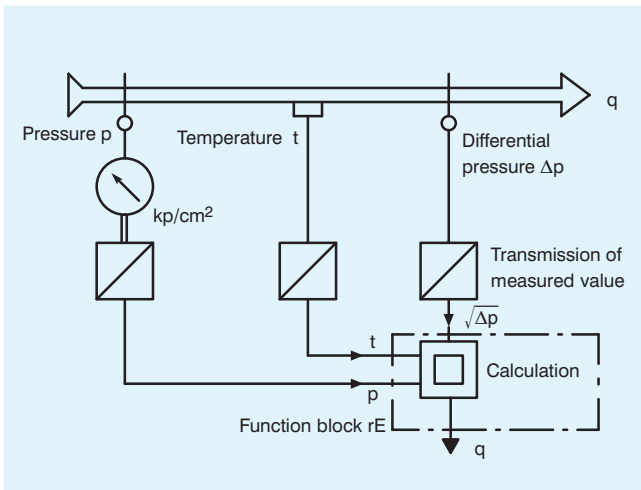 q
Pressure p
Temperature t
Differential
pressure Δp
kp/cm²
Transmission of
measured value
√Δp
t
Calculation
p
Function block rE
q